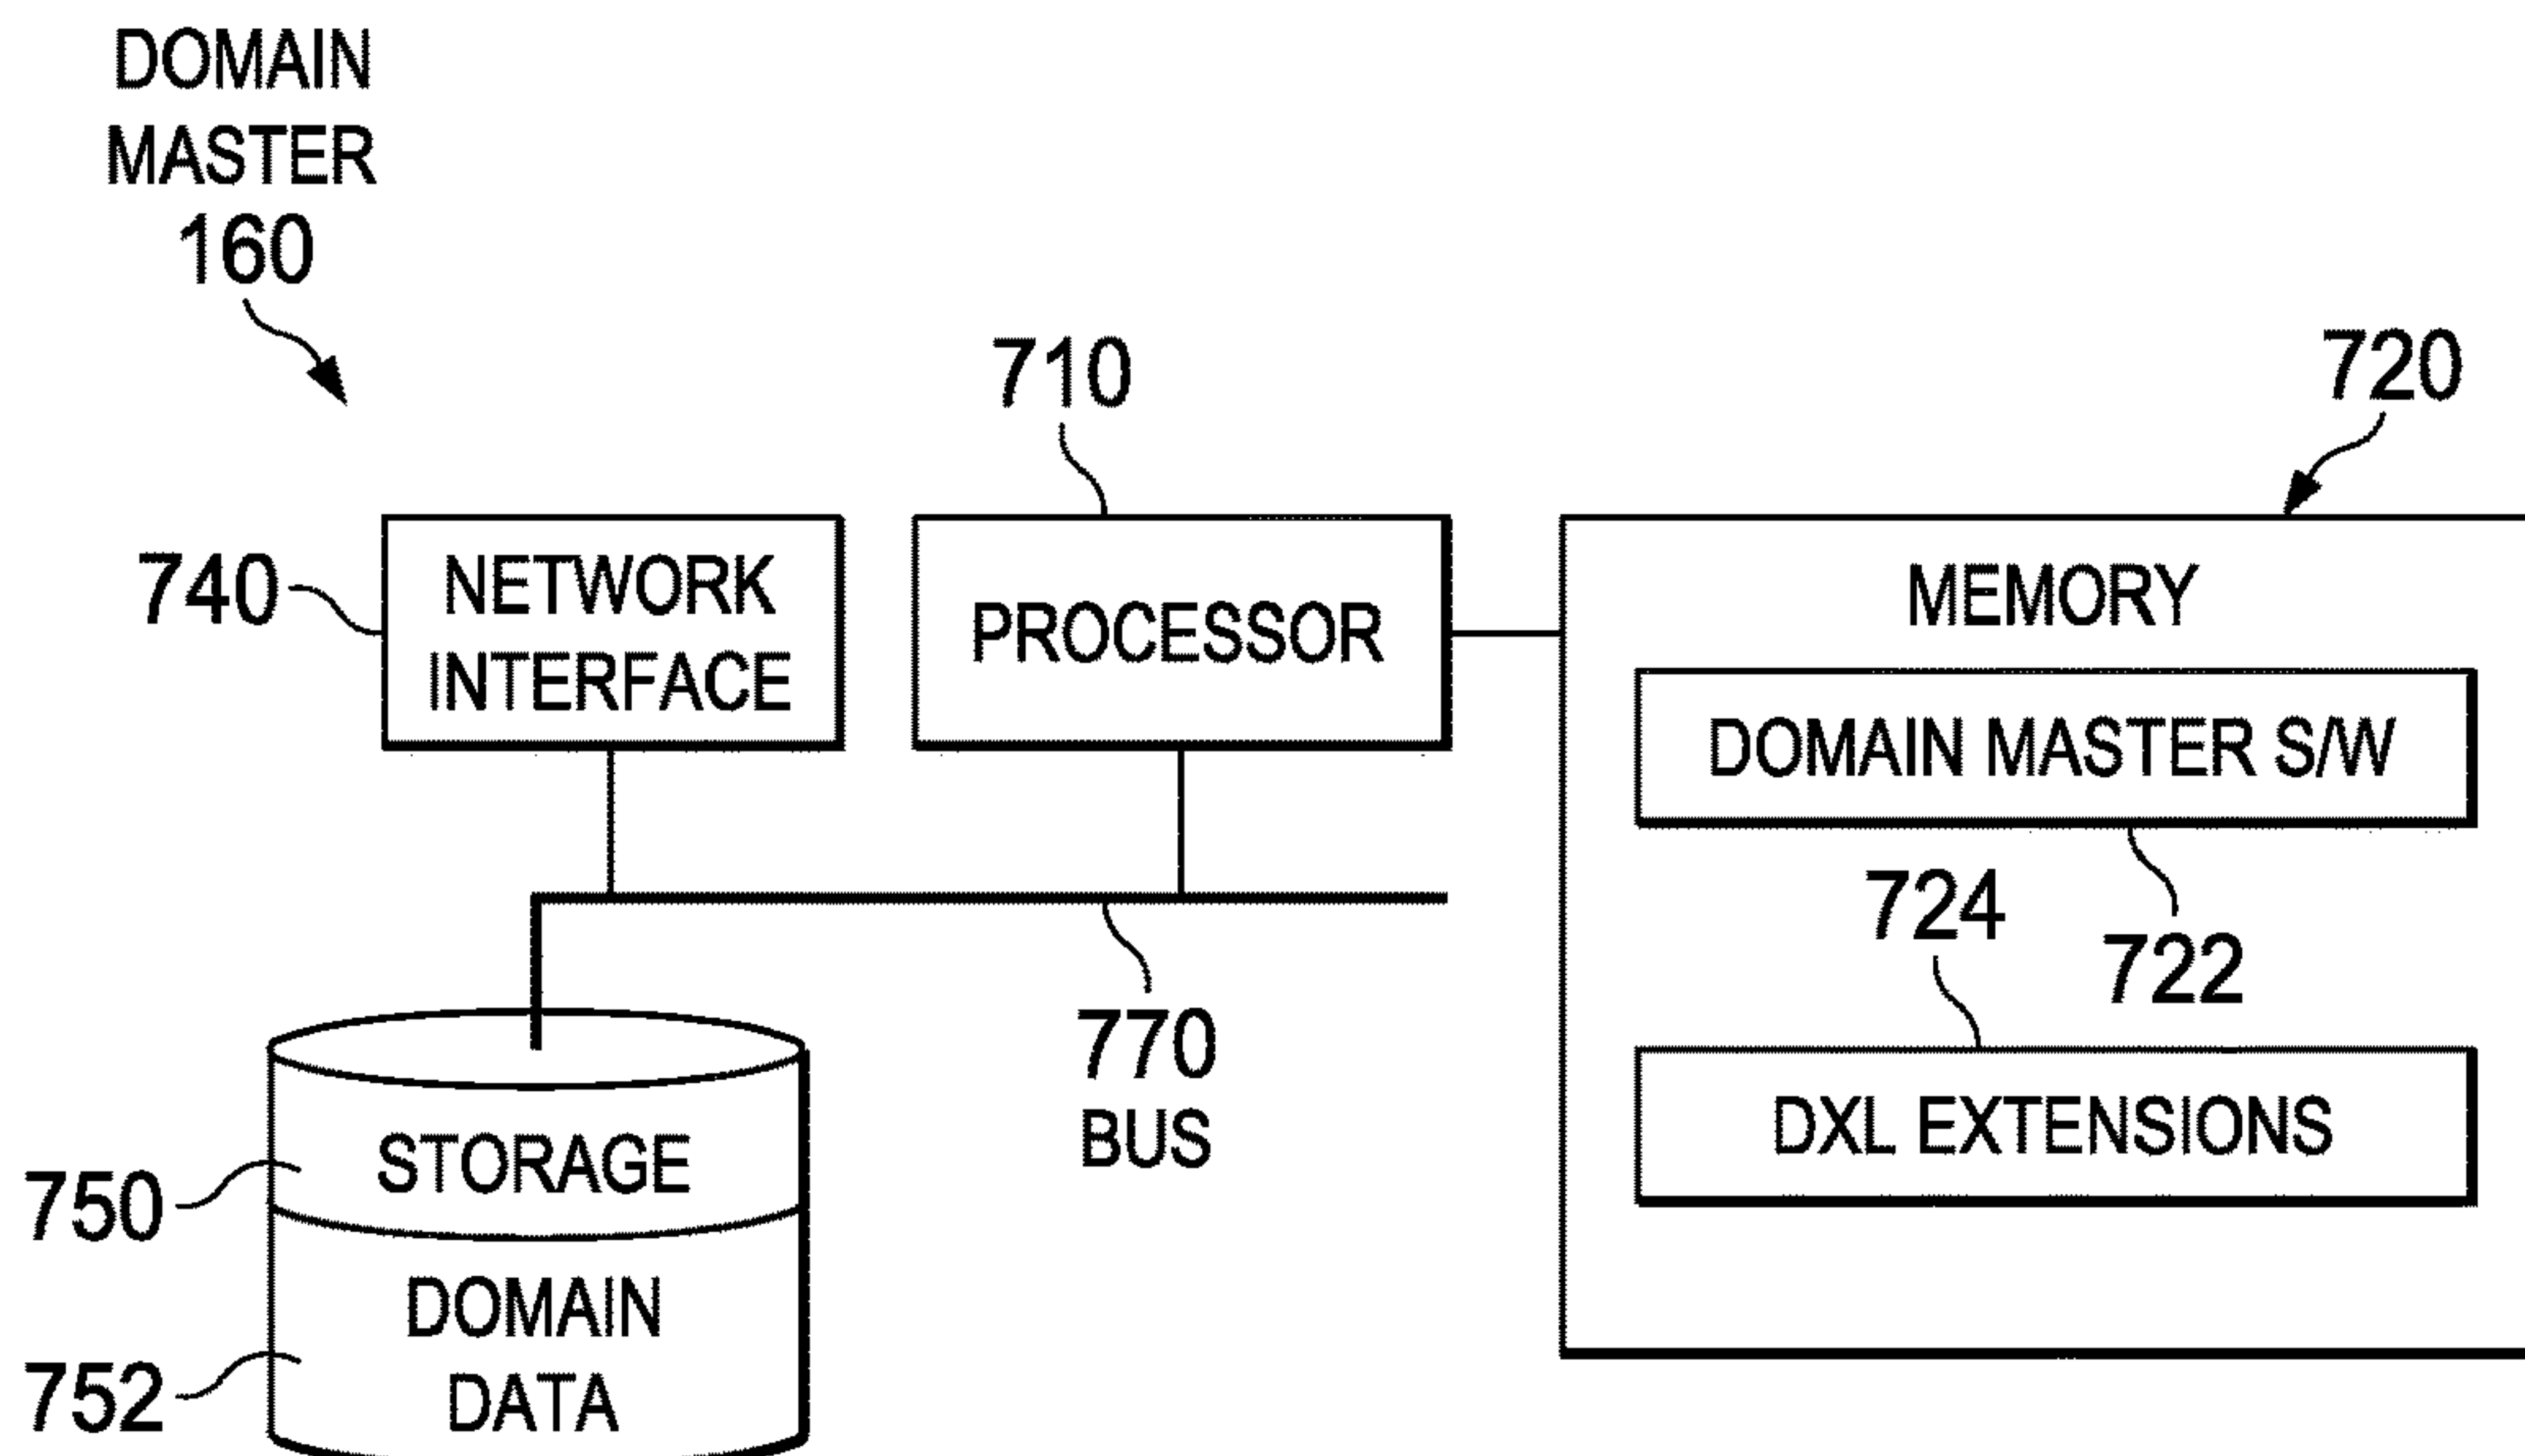 DOMAIN
MASTER
160
710
720
740
NETWORK
INTERFACE
PROCESSOR
MEMORY
DOMAIN MASTER S/W
724
722
770
BUS
DXL EXTENSIONS
750
STORAGE
752
DOMAIN
DATA